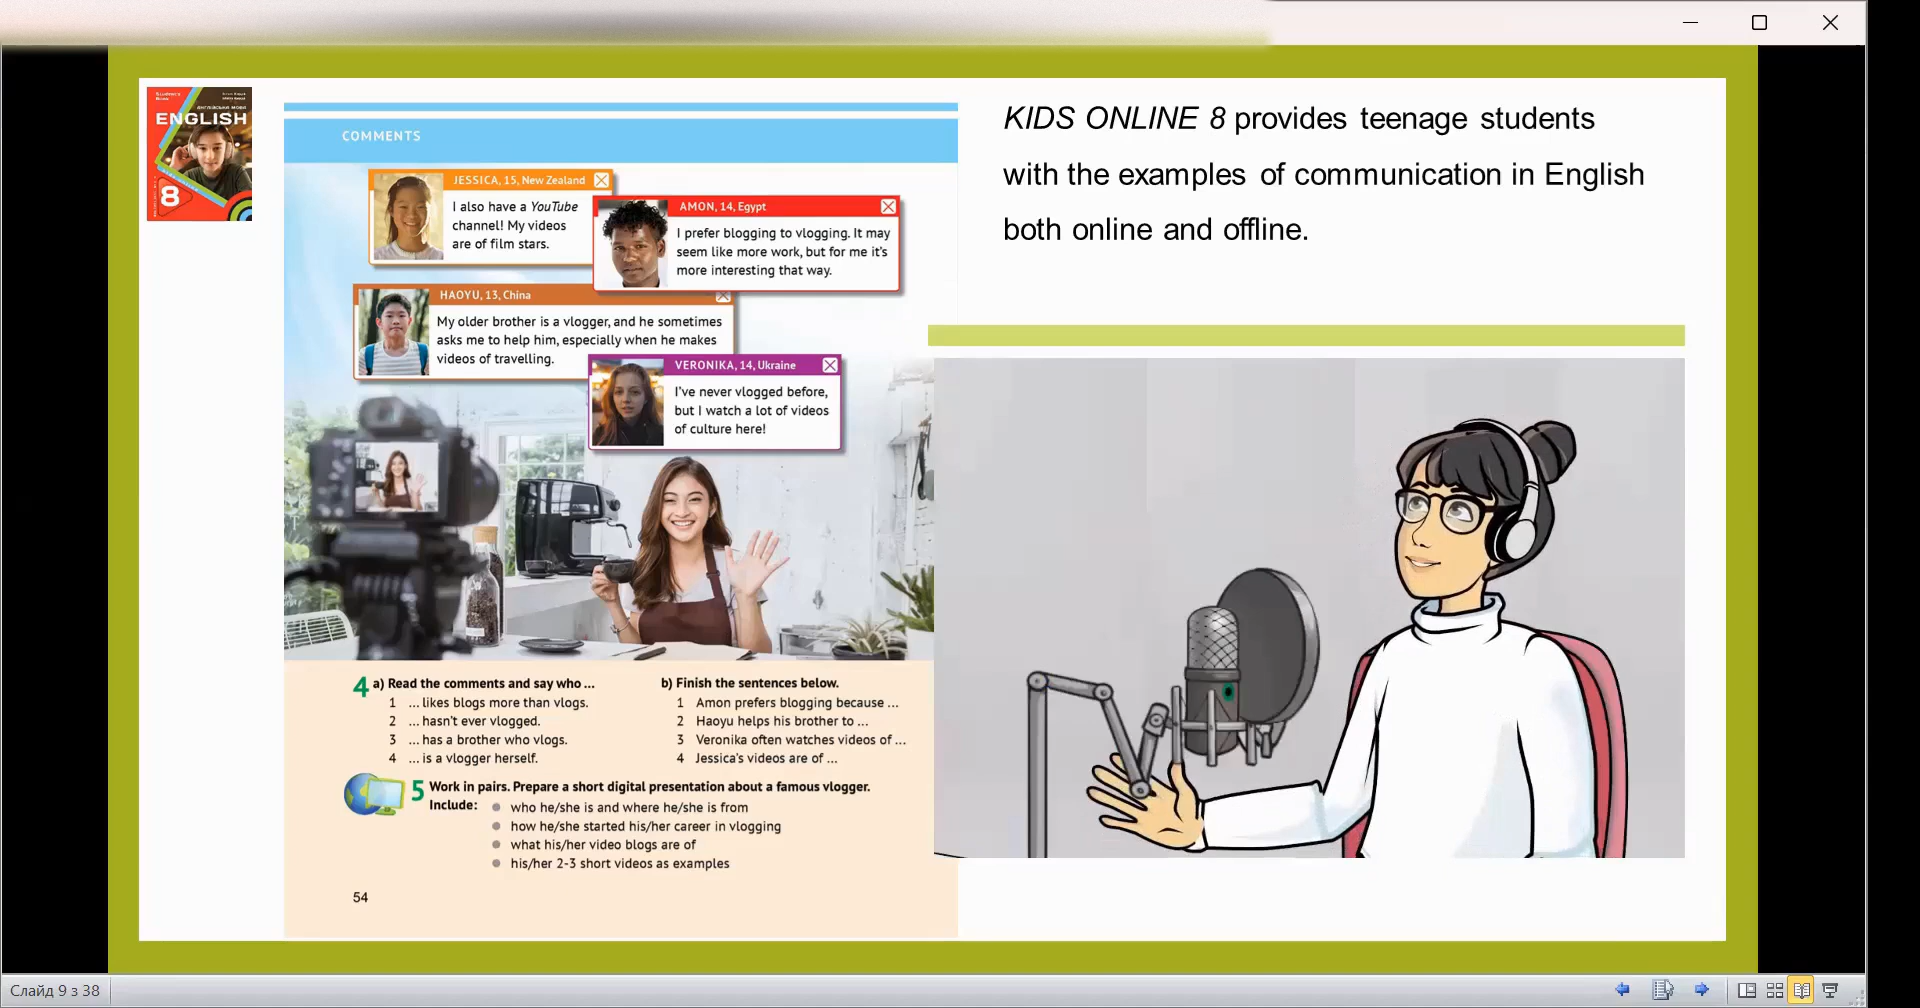 Student's
Book
АНГЛІЙСЬКА МОВА
ENGLISH
8
COMMENTS
JESSICA, 15, New Zealand
I also have a YouTube
channel! My videos
are of film stars.
AMON, 14, Egypt
I prefer blogging to vlogging. It may
seem like more work, but for me it's
more interesting that way.
HAOYU, 13, China
My older brother is a vlogger, and he sometimes
asks me to help him, especially when he makes
videos of travelling.
VERONIKA, 14, Ukraine
I've never vlogged before,
but I watch a lot of videos
of culture here!
4 a) Read the comments and say who ...
1 ... likes blogs more than vlogs.
2 ... hasn't ever vlogged.
3 ... has a brother who vlogs.
4 ... is a vlogger herself.
b) Finish the sentences below.
1 Amon prefers blogging because ...
2 Haoyu helps his brother to ...
3 Veronika often watches videos of ...
4 Jessica's videos are of ...
5 Work in pairs. Prepare a short digital presentation about a famous vlogger.
Include:
who he/she is and where he/she is from
how he/she started his/her career in vlogging
what his/her video blogs are of
his/her 2-3 short videos as examples
54
KIDS ONLINE 8 provides teenage students
with the examples of communication in English
both online and offline.
Слайд 9 з 38